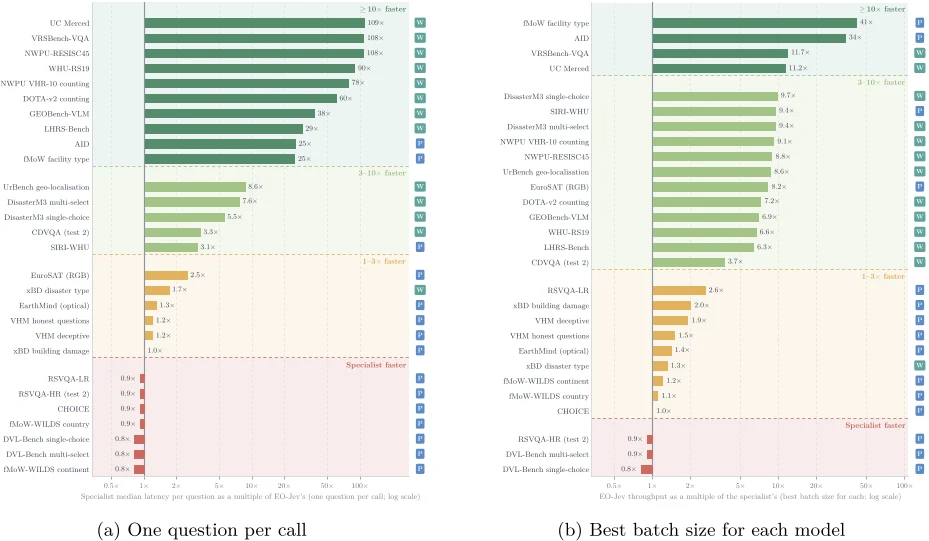 ≥ 10× faster
UC Merced 109× W
VRSBench-VQA 108× W
NWPU-RESISC45 108× W
WHU-RS19 90× W
NWPU VHR-10 counting 78× W
DOTA-v2 counting 60× W
GEOBench-VLM 38× W
LHRS-Bench 29× W
AID 25× P
fMoW facility type 25× P
3–10× faster
UrBench geo-localisation 8.6× W
DisasterM3 multi-select 7.6× W
DisasterM3 single-choice 5.5× W
CDVQA (test 2) 3.3× W
SIRI-WHU 3.1× P
1–3× faster
EuroSAT (RGB) 2.5× P
xBD disaster type 1.7× W
EarthMind (optical) 1.3× P
VHM honest questions 1.2× P
VHM deceptive 1.2× P
xBD building damage 1.0× P
Specialist faster
RSVQA-LR 0.9× P
RSVQA-HR (test 2) 0.9× P
CHOICE 0.9× P
fMoW-WILDS country 0.9× P
DVL-Bench single-choice 0.8× P
DVL-Bench multi-select 0.8× P
fMoW-WILDS continent 0.8× P
0.5× 1× 2× 5× 10× 20× 50× 100×
Specialist median latency per question as a multiple of EO-Jev's (one question per call; log scale)
(a) One question per call
≥ 10× faster
fMoW facility type 41× P
AID 34× P
VRSBench-VQA 11.7× W
UC Merced 11.2× W
3–10× faster
DisasterM3 single-choice 9.7× W
SIRI-WHU 9.4× P
DisasterM3 multi-select 9.4× W
NWPU VHR-10 counting 9.1× W
NWPU-RESISC45 8.8× W
UrBench geo-localisation 8.6× W
EuroSAT (RGB) 8.2× P
DOTA-v2 counting 7.2× W
GEOBench-VLM 6.9× W
WHU-RS19 6.6× W
LHRS-Bench 6.3× W
CDVQA (test 2) 3.7× W
1–3× faster
RSVQA-LR 2.6× P
xBD building damage 2.0× P
VHM deceptive 1.9× P
VHM honest questions 1.5× P
EarthMind (optical) 1.4× P
xBD disaster type 1.3× W
fMoW-WILDS continent 1.2× P
fMoW-WILDS country 1.1× P
CHOICE 1.0× P
Specialist faster
RSVQA-HR (test 2) 0.9× P
DVL-Bench multi-select 0.9× P
DVL-Bench single-choice 0.8× P
0.5× 1× 2× 5× 10× 20× 50× 100×
EO-Jev throughput as a multiple of the specialist's (best batch size for each; log scale)
(b) Best batch size for each model